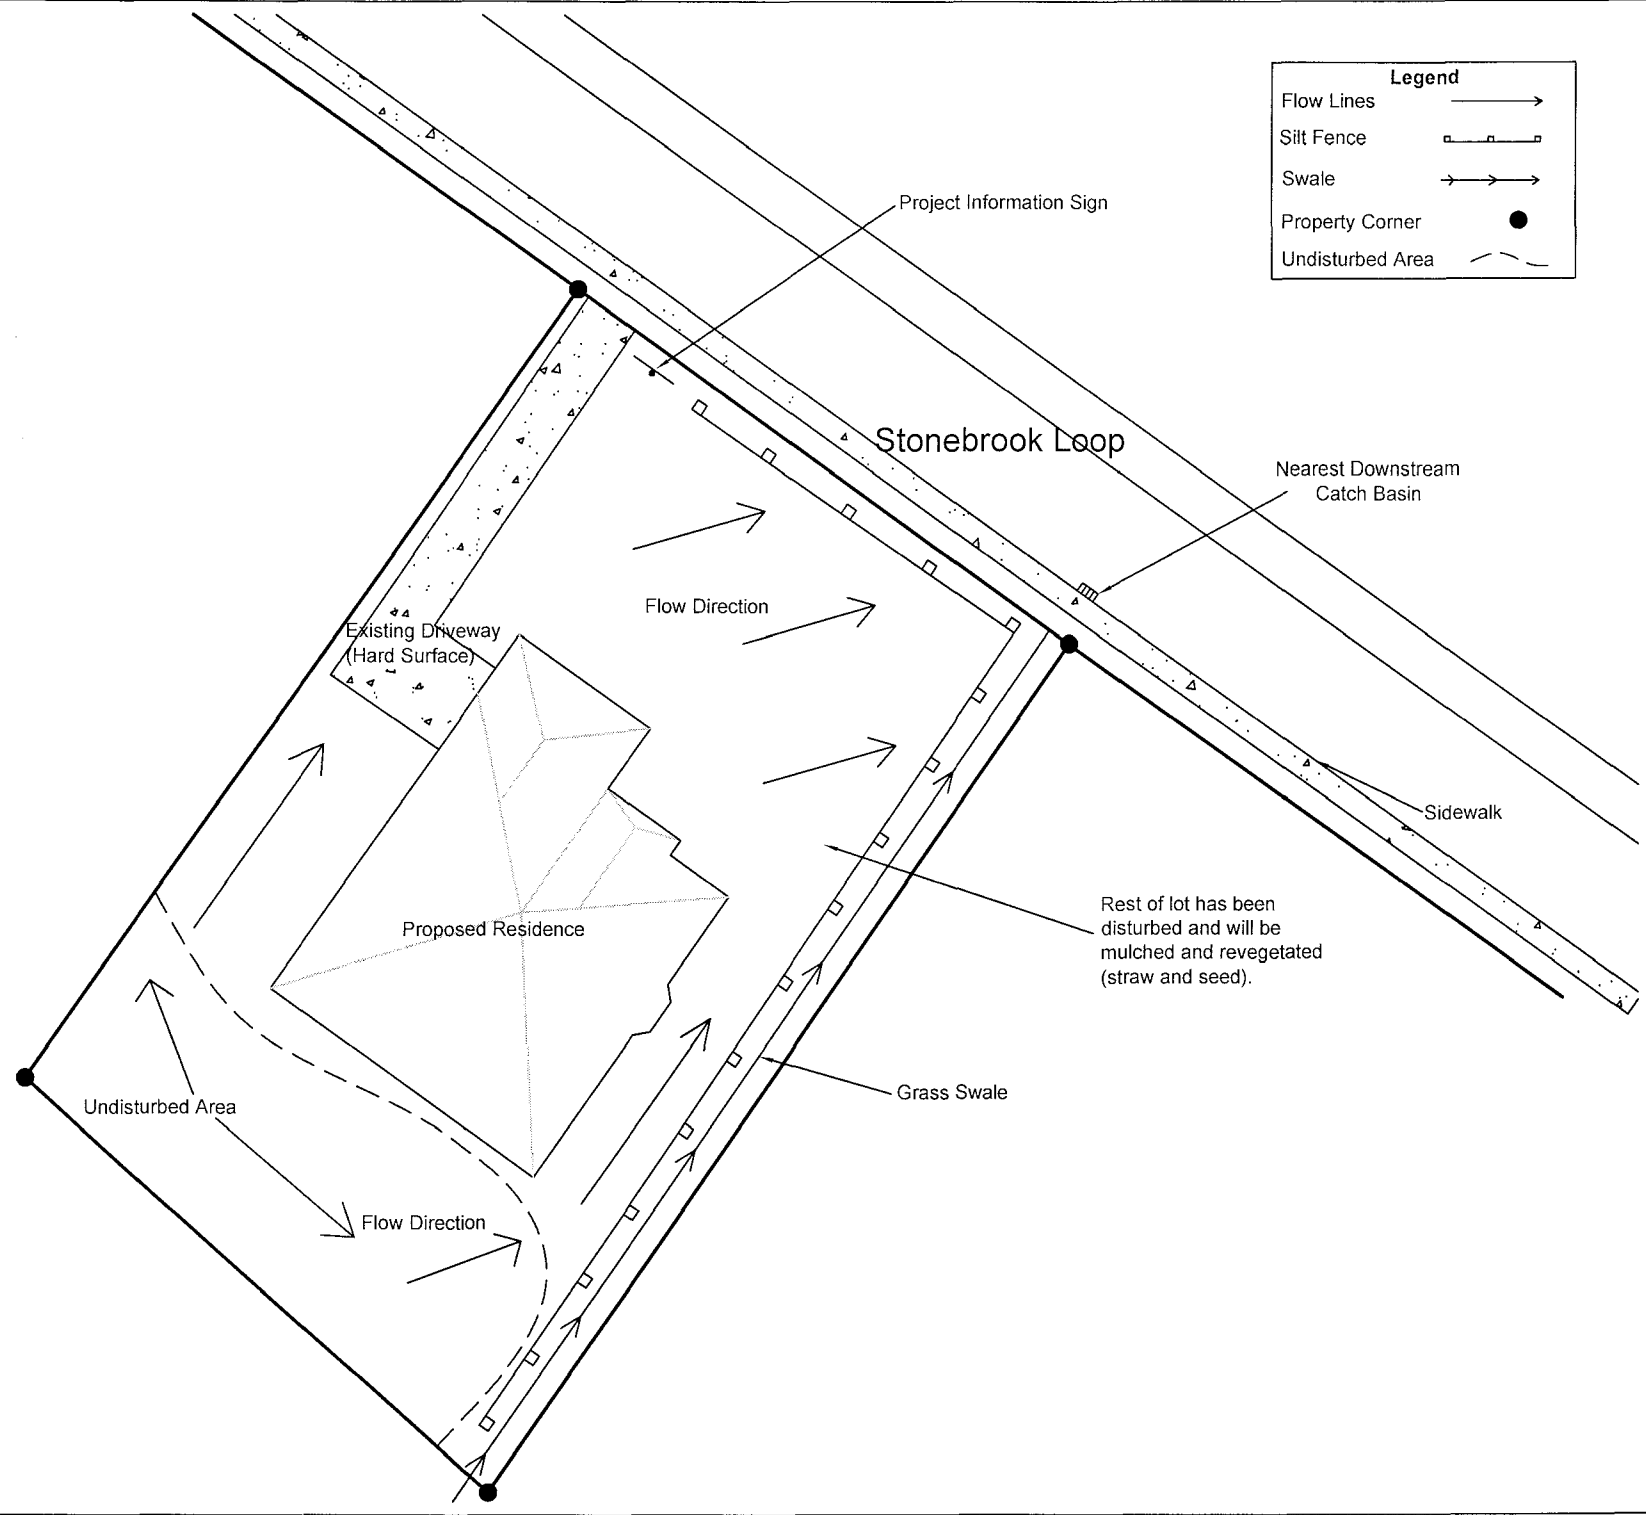 Legend
Flow Lines
Silt Fence
Swale
Property Corner
Undisturbed Area
Project Information Sign
Stonebrook Loop
Nearest Downstream
Catch Basin
Flow Direction
Existing Driveway
(Hard Surface)
Sidewalk
Rest of lot has been
disturbed and will be
mulched and revegetated
(straw and seed).
Proposed Residence
Grass Swale
Undisturbed Area
Flow Direction